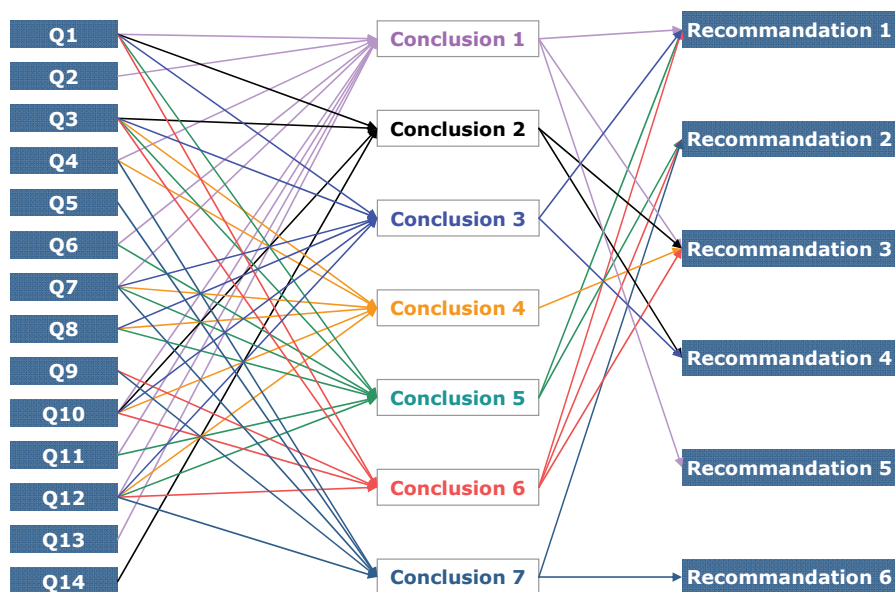 Q1
Q2
Q3
Q4
Q5
Q6
Q7
Q8
Q9
Q10
Q11
Q12
Q13
Q14
Conclusion 1
Conclusion 2
Conclusion 3
Conclusion 4
Conclusion 5
Conclusion 6
Conclusion 7
Recommandation 1
Recommandation 2
Recommandation 3
Recommandation 4
Recommandation 5
Recommandation 6